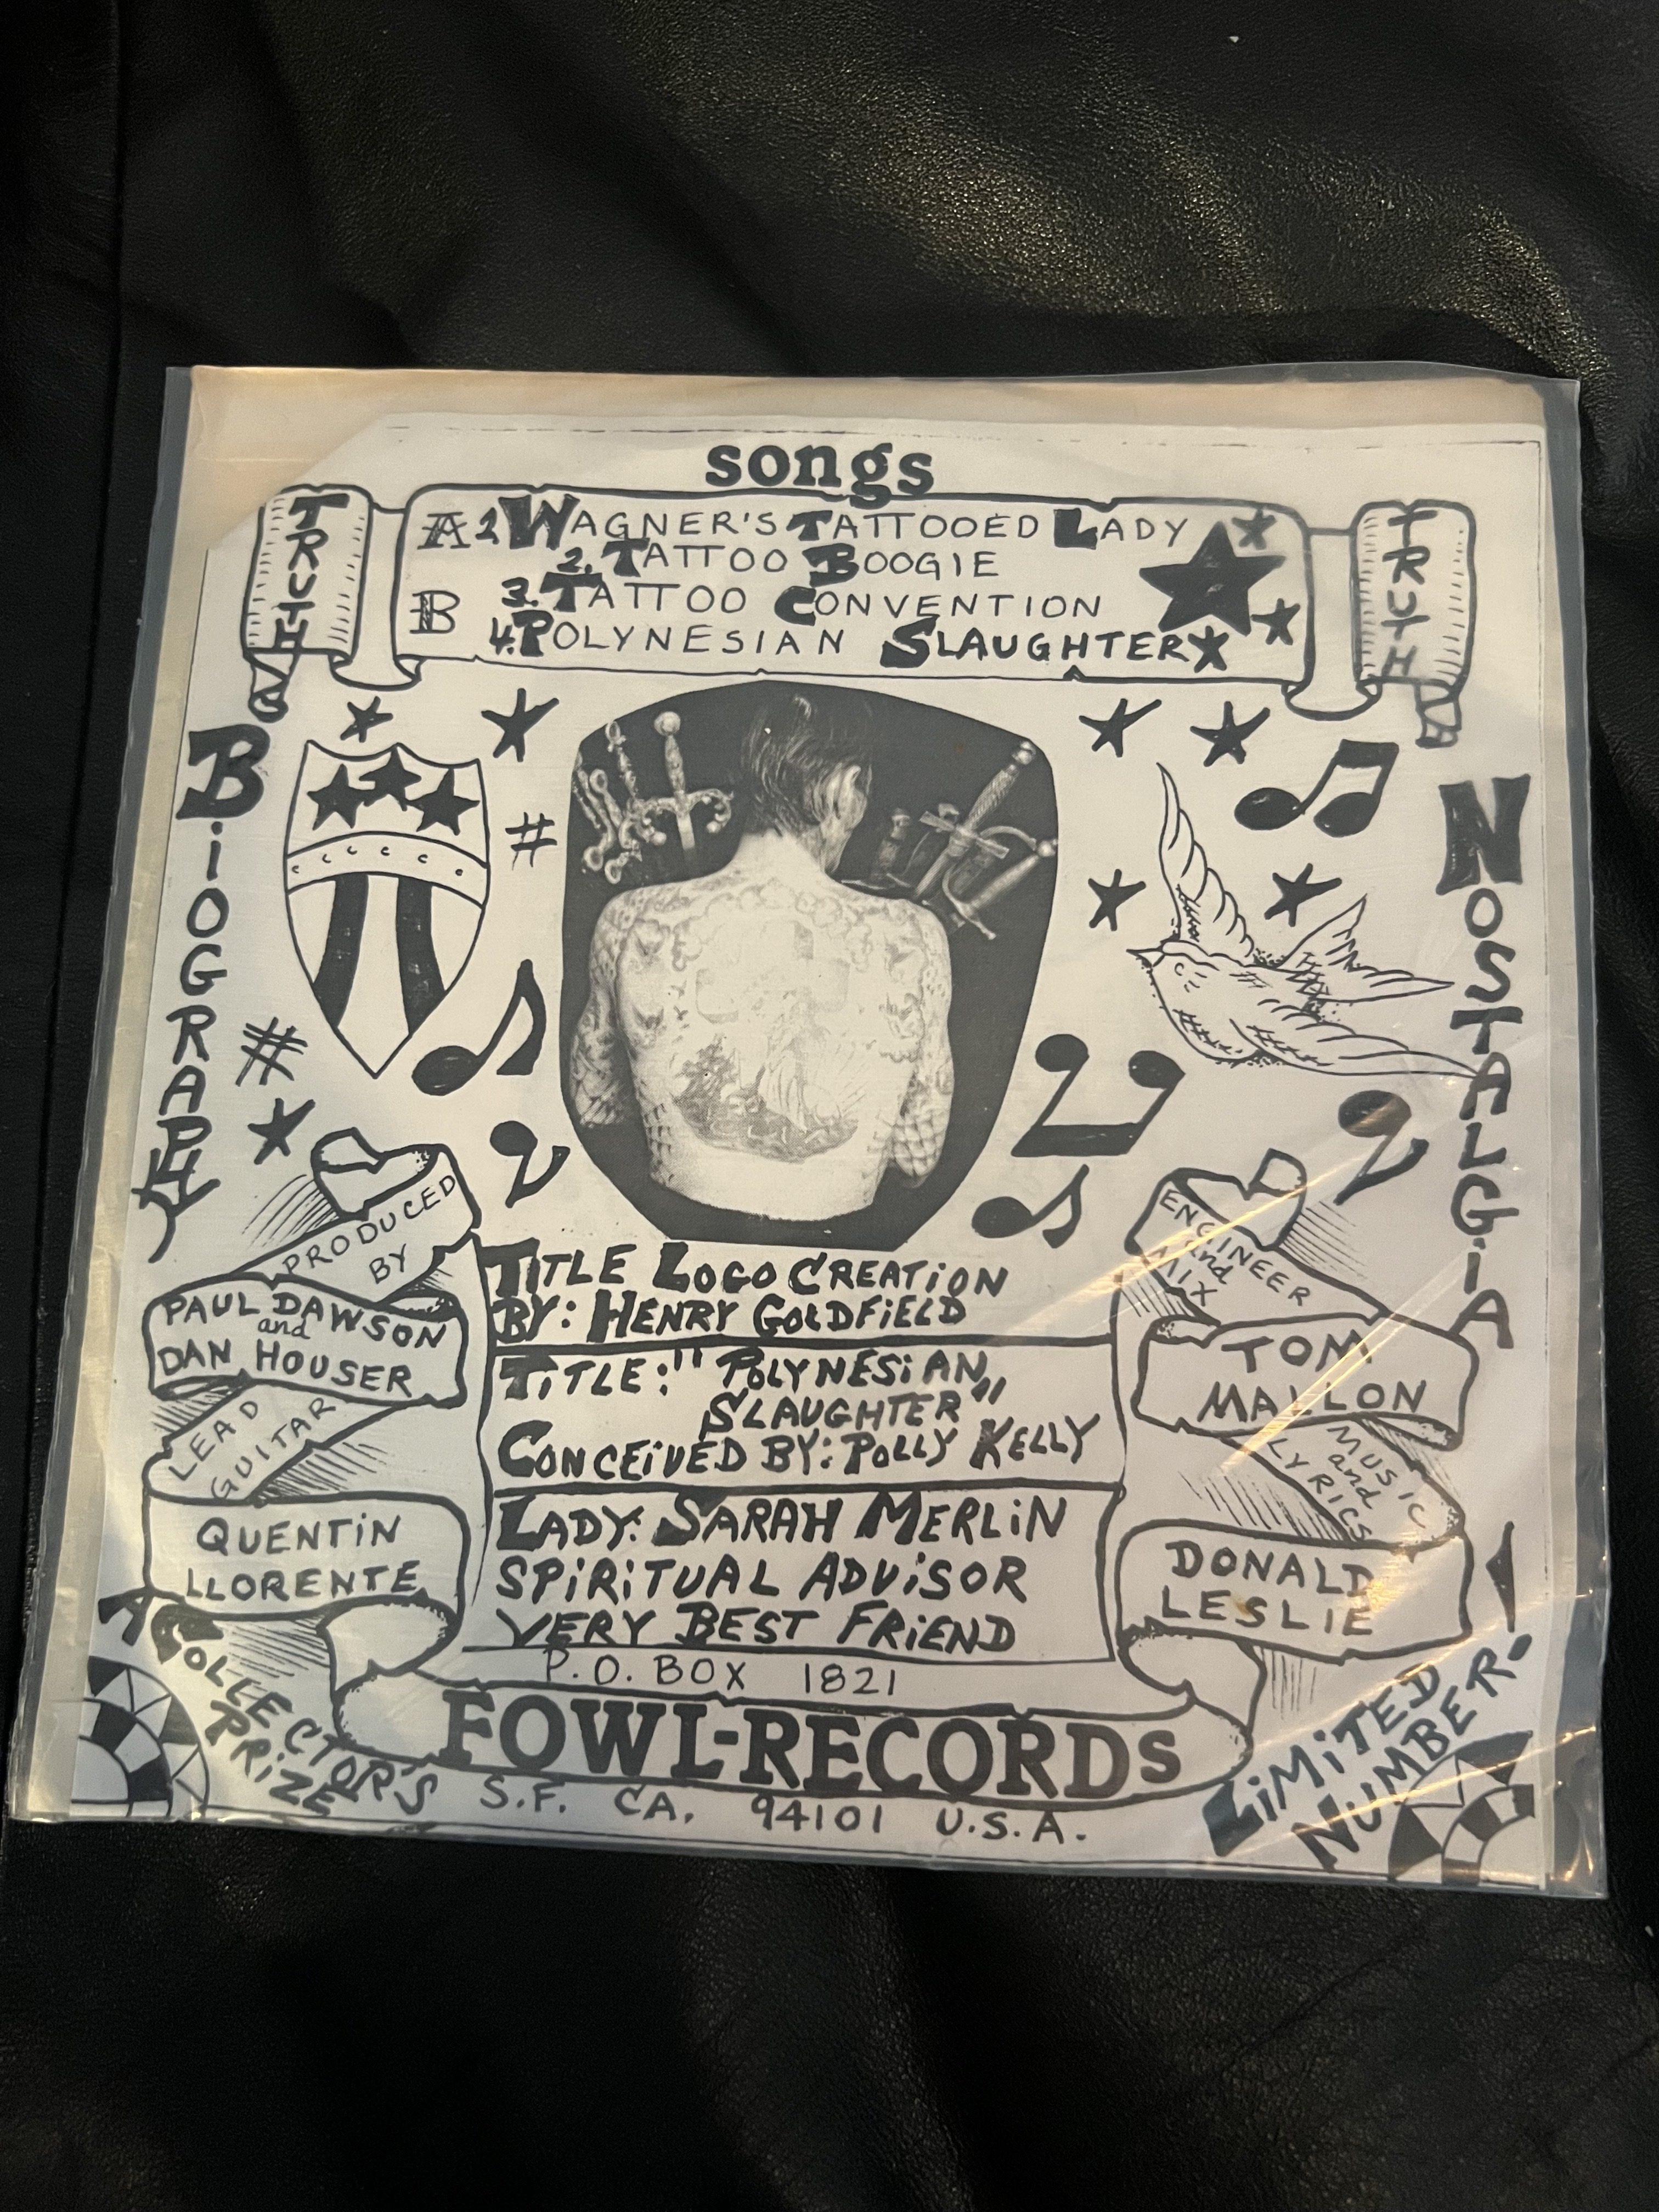 songs
TRUTH
A 1. WAGNER'S TATTOOED LADY
2. TATTOO BOOGIE
B 3. TATTOO CONVENTION
4. POLYNESIAN SLAUGHTER
TRUTH
BiOGRAPHY
NOSTALGiA
PRODUCED
BY
PAUL DAWSON
and
DAN HOUSER
LEAD
GUITAR
QUENTiN
LLORENTE
TiTLE LOGO CREATiON
BY: HENRY GOLDFiELD
TiTLE: "POLYNESiAN
SLAUGHTER"
CONCEiVED BY: POLLY KELLY
LADY: SARAH MERLiN
SPiRiTUAL ADViSOR
VERY BEST FRiEND
ENGINEER
and
MIX
TOM
MALLON
MUSIC
and
LYRICS
DONALD
LESLIE
P.O. BOX 1821
FOWL-RECORDS
S.F. CA. 94101 U.S.A.
A COLLECTOR'S
PRiZE
LiMiTED
NUMBER